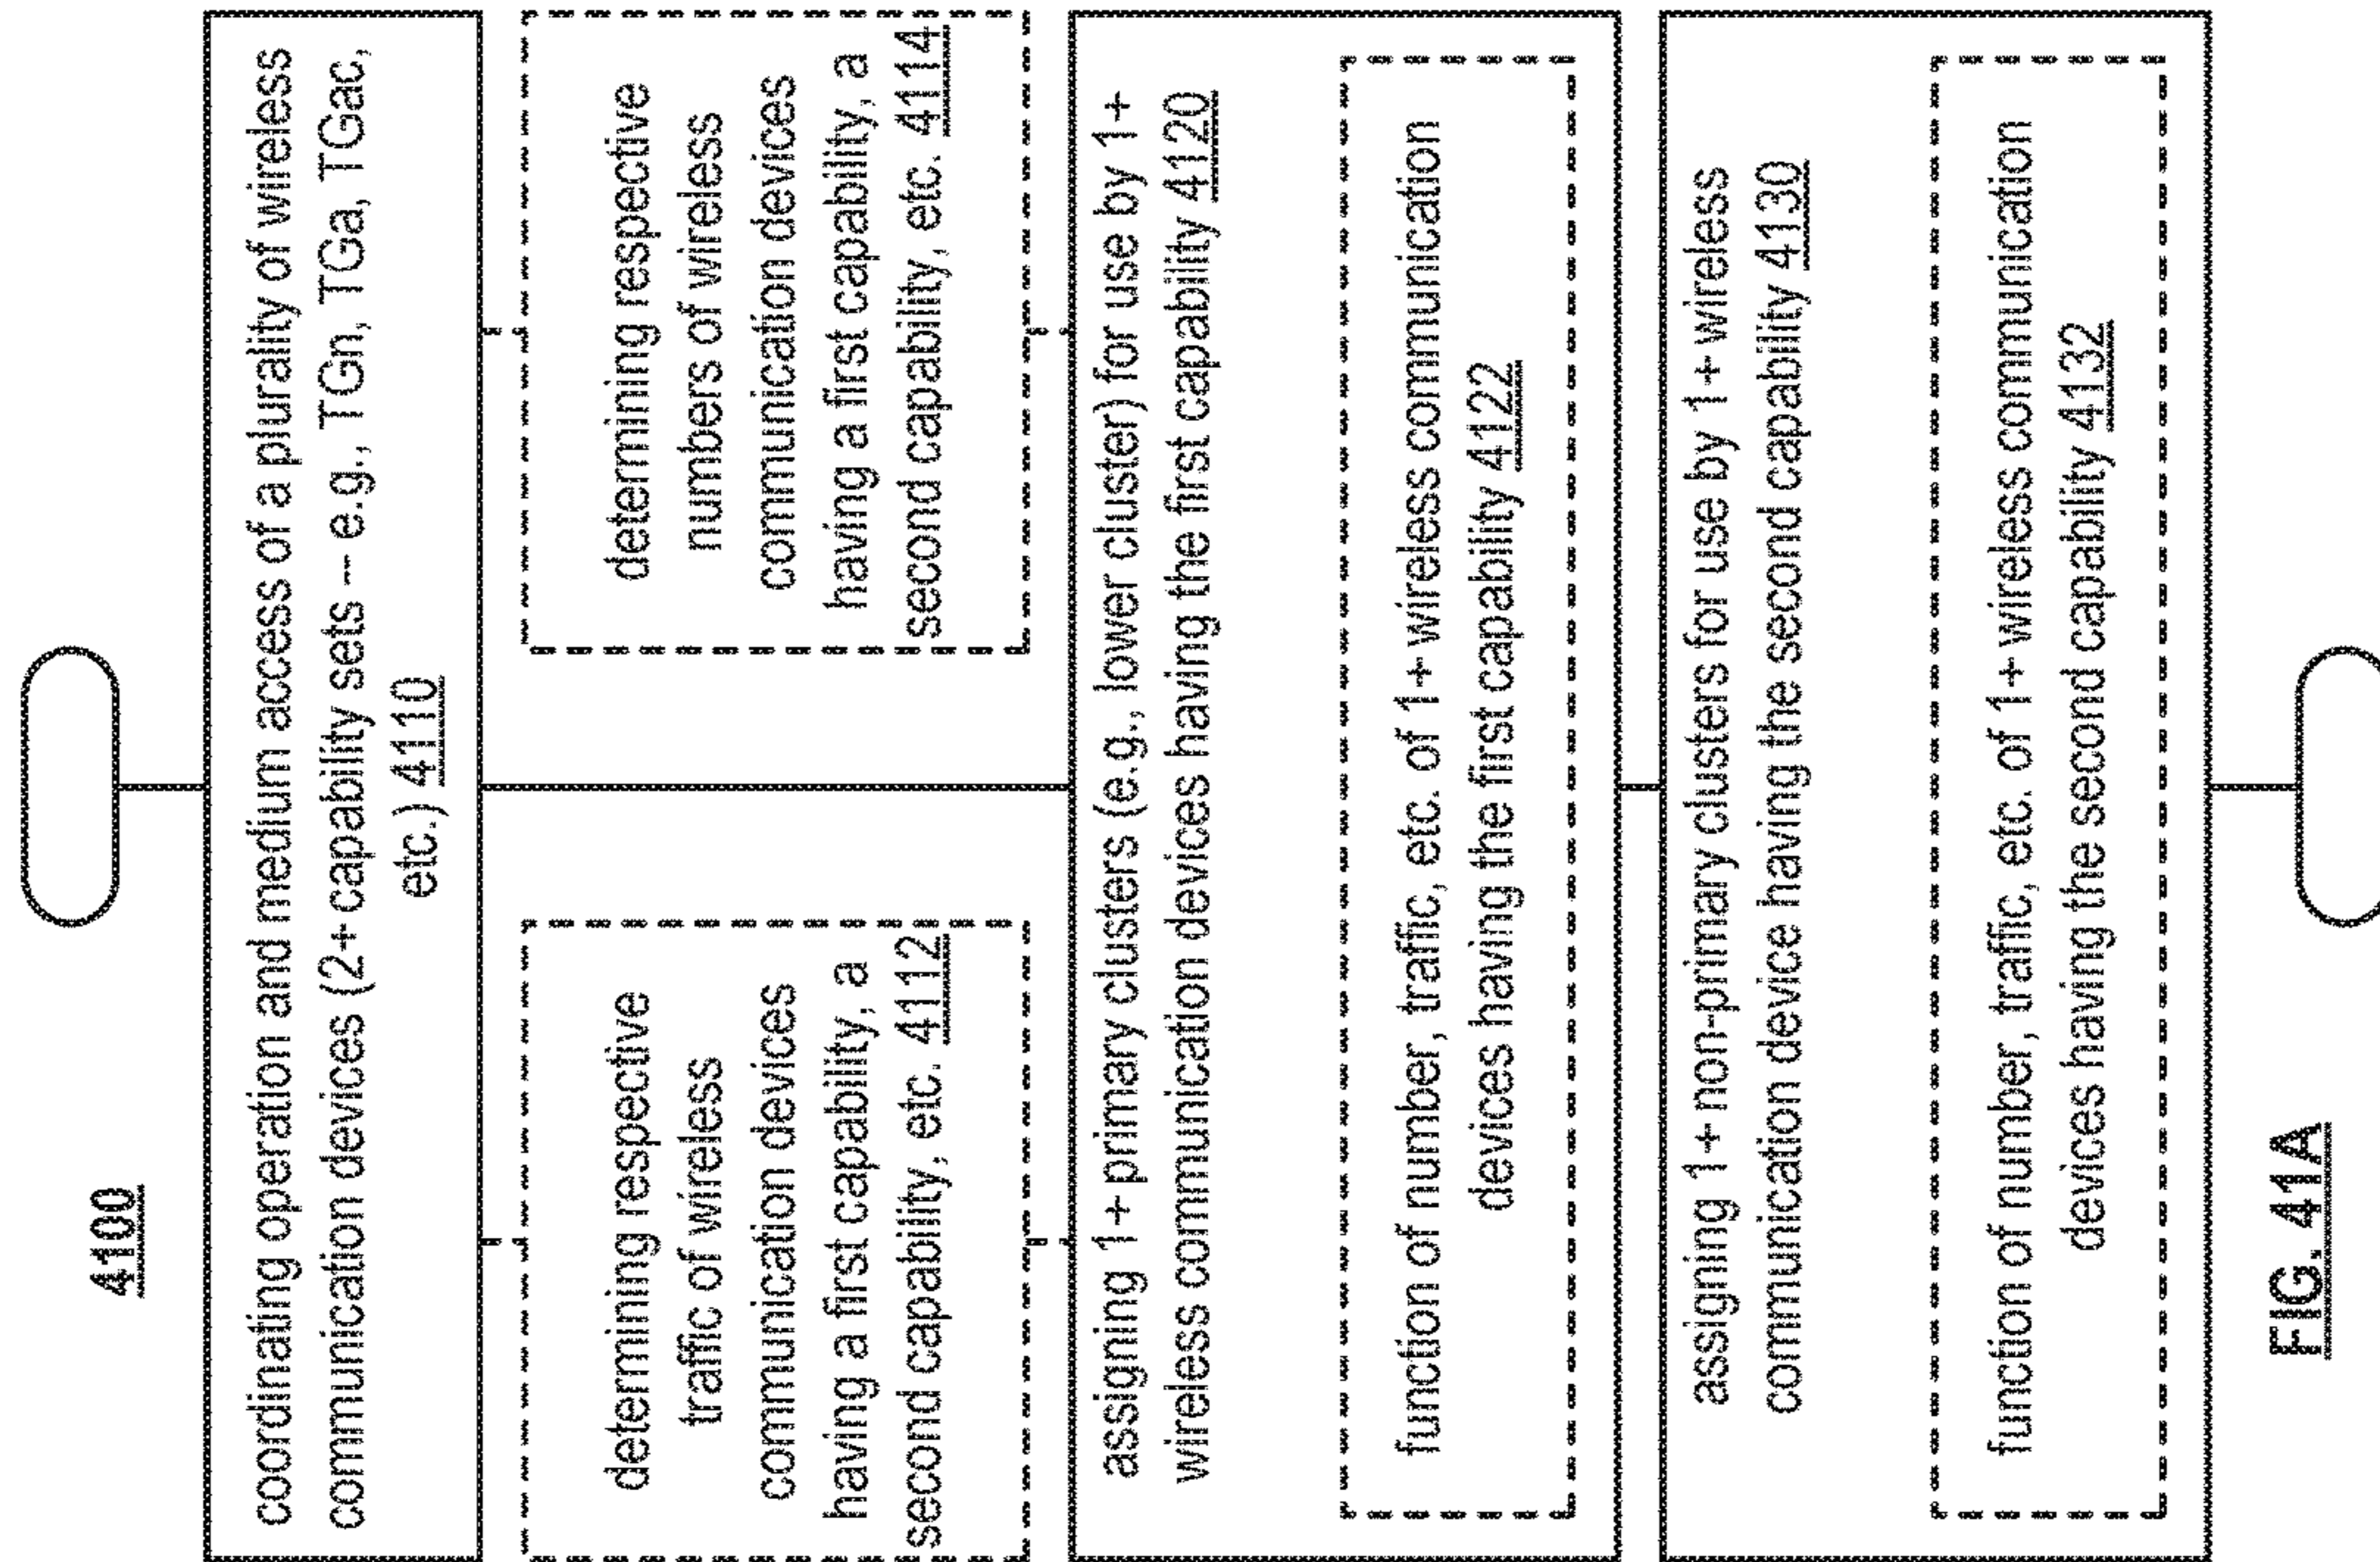 4100
coordinating operation and medium access of a plurality of wireless
communication devices (2+ capability sets -- e.g., TGn, TGa, TGac,
etc.) 4110
determining respective
traffic of wireless
communication devices
having a first capability, a
second capability, etc. 4112
determining respective
numbers of wireless
communication devices
having a first capability, a
second capability, etc. 4114
assigning 1+ primary clusters (e.g., lower cluster) for use by 1+
wireless communication devices having the first capability 4120
function of number, traffic, etc. of 1+ wireless communication
devices having the first capability 4122
assigning 1+ non-primary clusters for use by 1+ wireless
communication device having the second capability 4130
function of number, traffic, etc. of 1+ wireless communication
devices having the second capability 4132
FIG. 41A